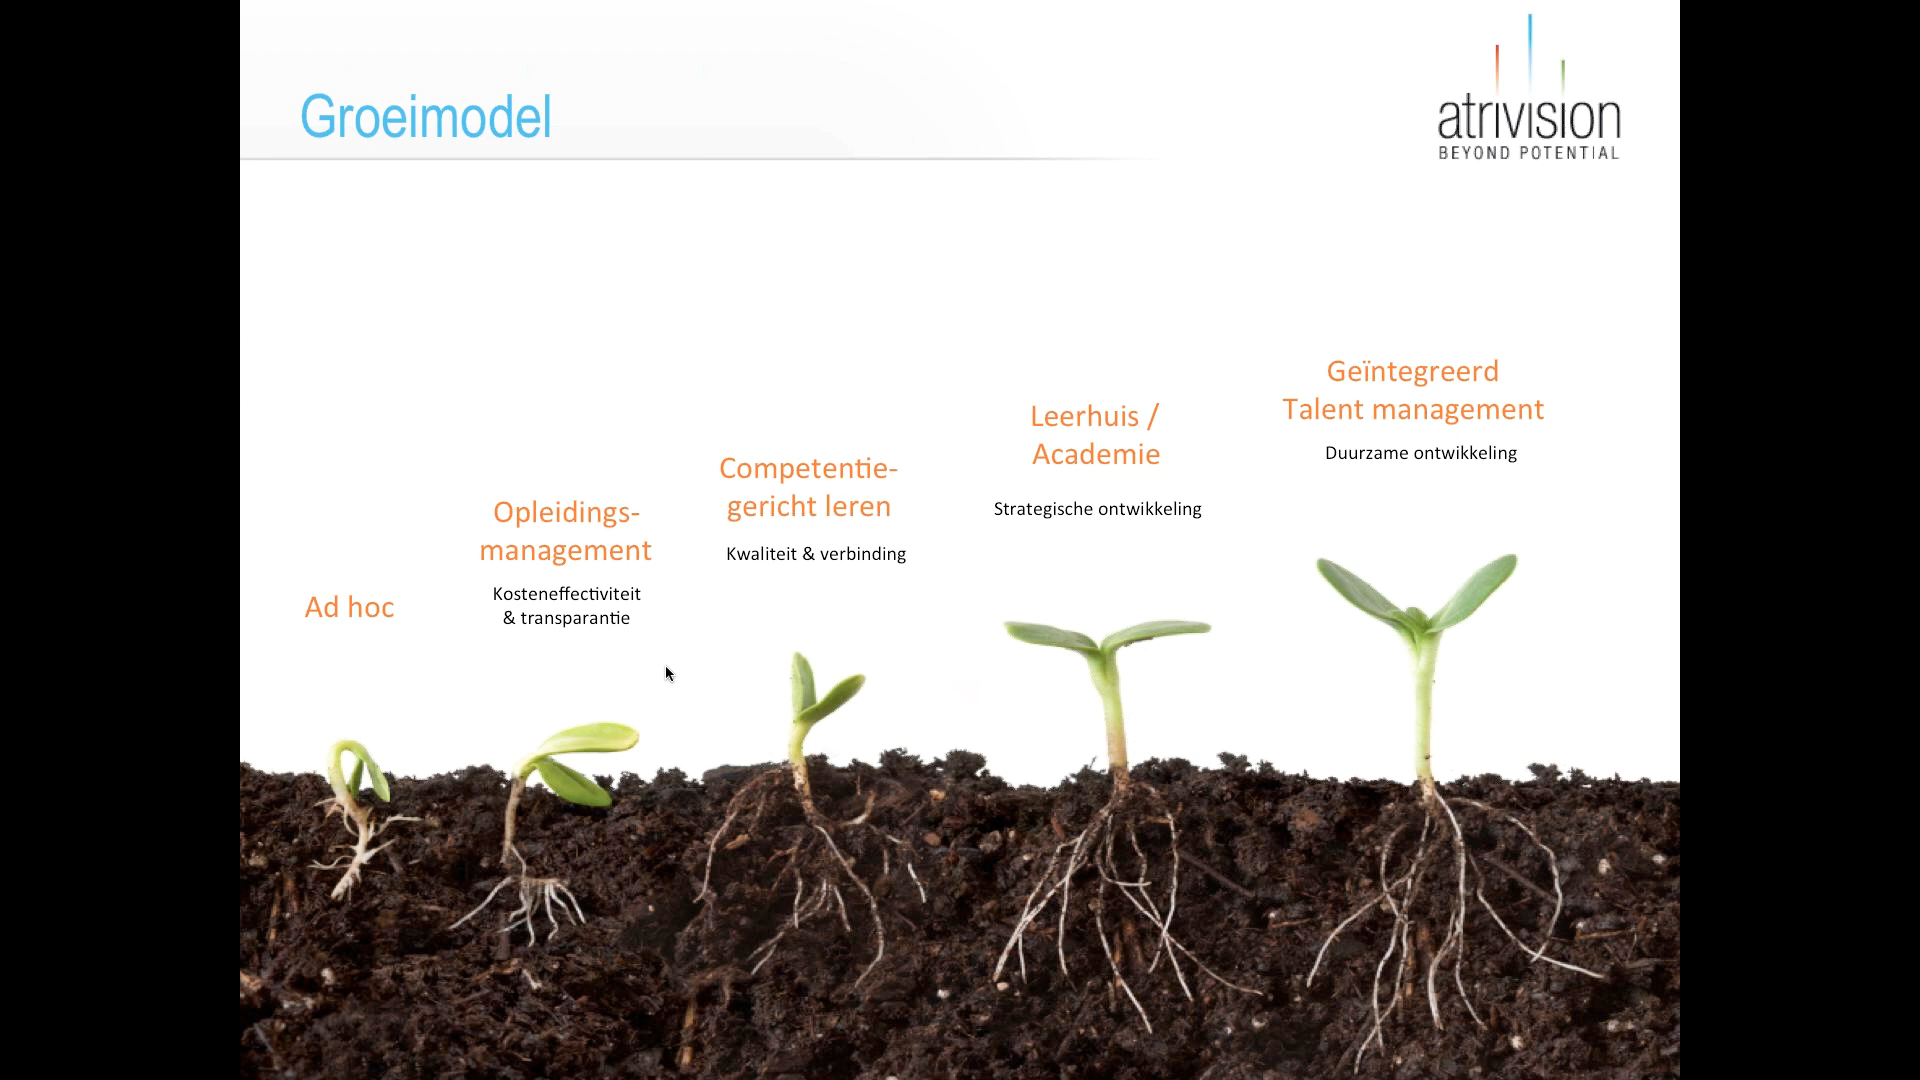 Groeimodel
atrivision
BEYOND POTENTIAL
Ad hoc
Opleidings-
management
Kosteneffectiviteit
& transparantie
Competentie-
gericht leren
Kwaliteit & verbinding
Leerhuis /
Academie
Strategische ontwikkeling
Geïntegreerd
Talent management
Duurzame ontwikkeling